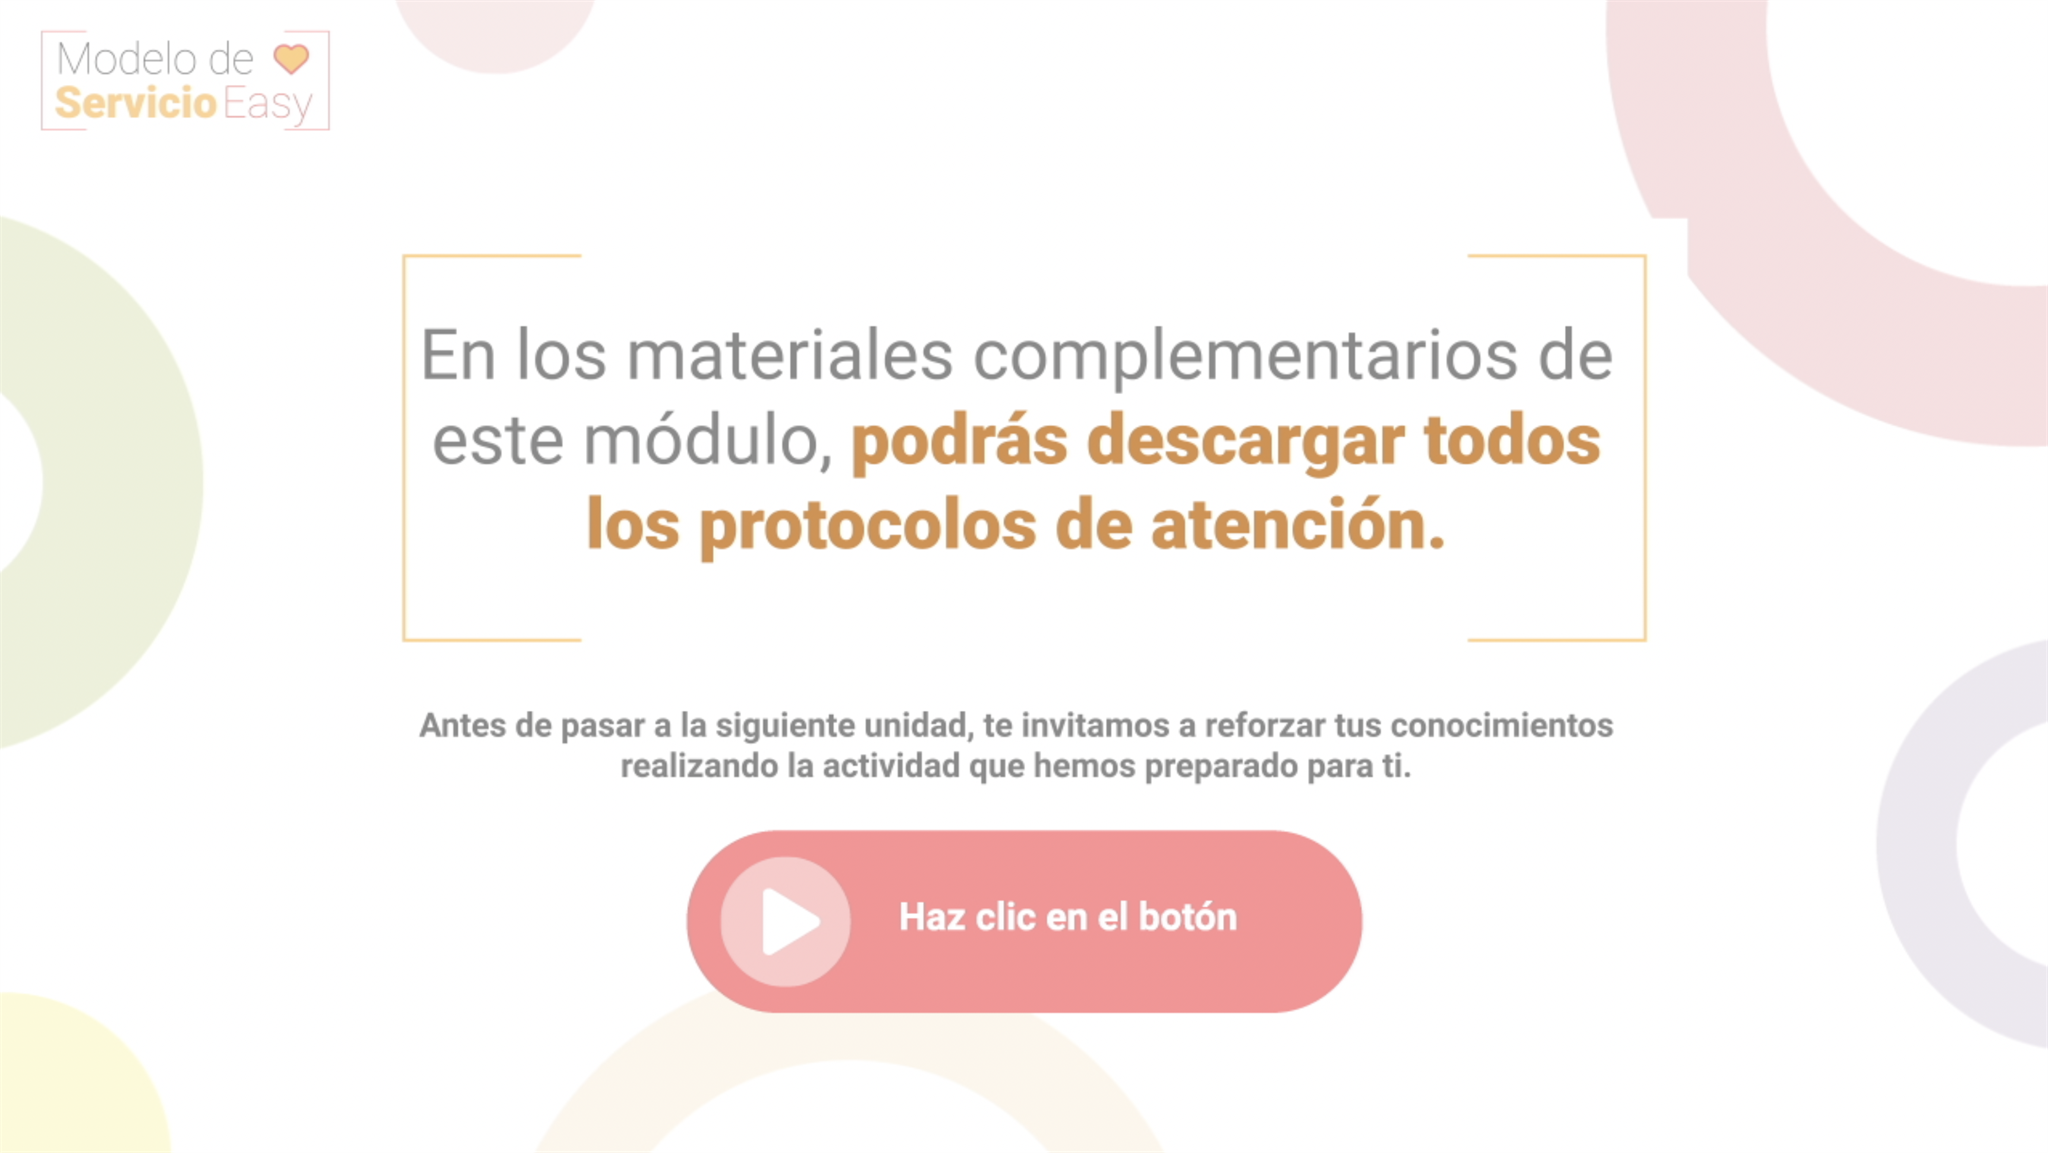 Modelo de
Servicio Easy
En los materiales complementarios de
este módulo, podrás descargar todos
los protocolos de atención.
Antes de pasar a la siguiente unidad, te invitamos a reforzar tus conocimientos
realizando la actividad que hemos preparado para ti.
Haz clic en el botón